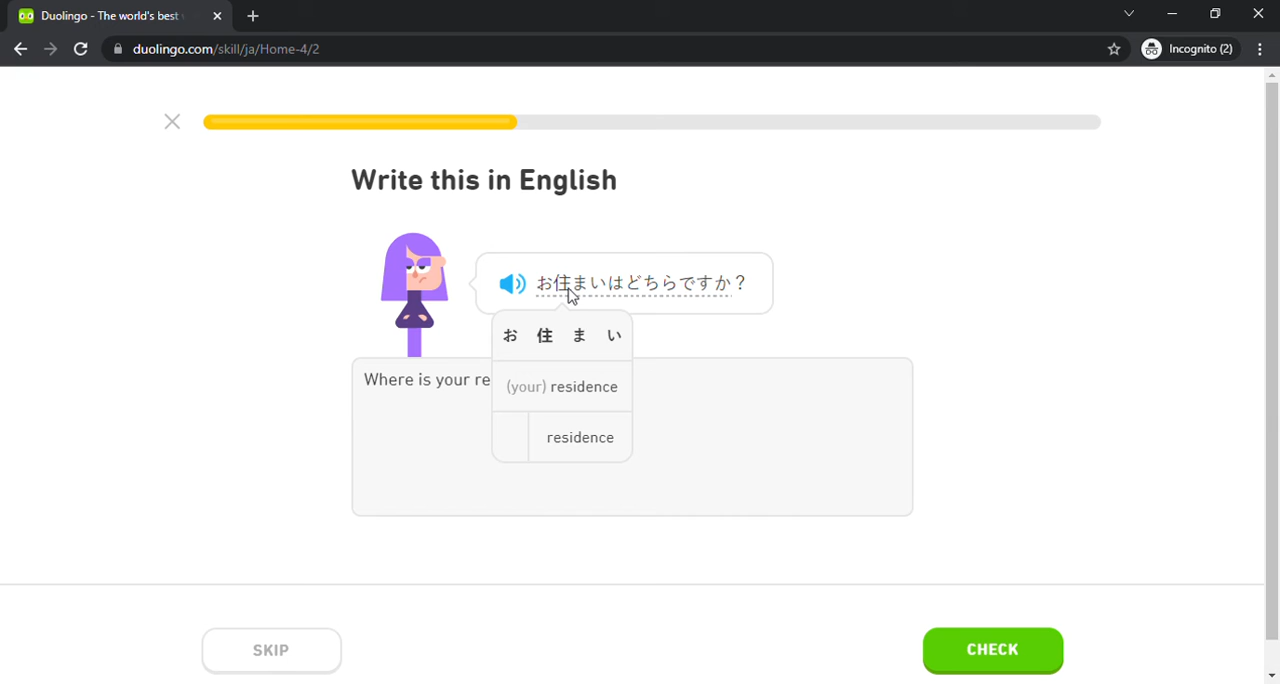 Duolingo - The world's best
duolingo.com/skill/ja/Home-4/2
Incognito (2)
Write this in English
お住まいはどちらですか？
お 住 ま い
(your) residence
residence
Where is your re
SKIP
CHECK